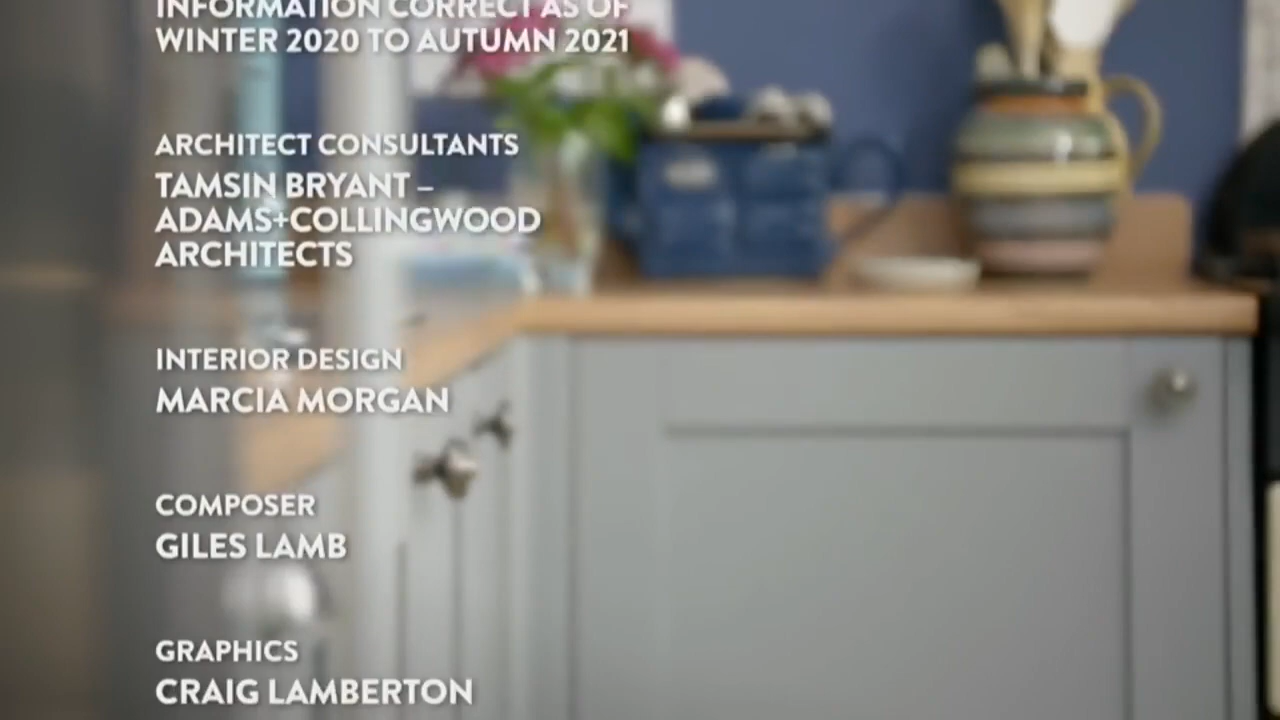 INFORMATION CORRECT AS OF
WINTER 2020 TO AUTUMN 2021
ARCHITECT CONSULTANTS
TAMSIN BRYANT –
ADAMS+COLLINGWOOD
ARCHITECTS
INTERIOR DESIGN
MARCIA MORGAN
COMPOSER
GILES LAMB
GRAPHICS
CRAIG LAMBERTON